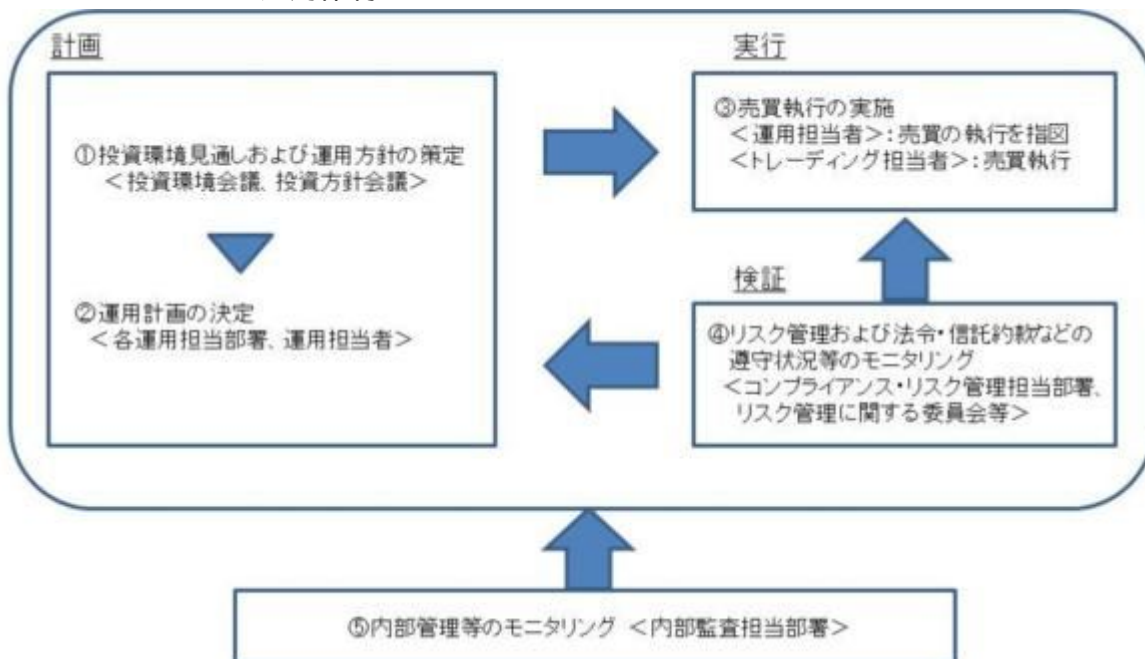 計画
①投資環境見通しおよび運用方針の策定
＜投資環境会議、投資方針会議＞
②運用計画の決定
＜各運用担当部署、運用担当者＞
実行
③売買執行の実施
＜運用担当者＞：売買の執行を指図
＜トレーディング担当者＞：売買執行
検証
④リスク管理および法令・信託約款などの
遵守状況等のモニタリング
＜コンプライアンス・リスク管理担当部署、
リスク管理に関する委員会等＞
⑤内部管理等のモニタリング ＜内部監査担当部署＞